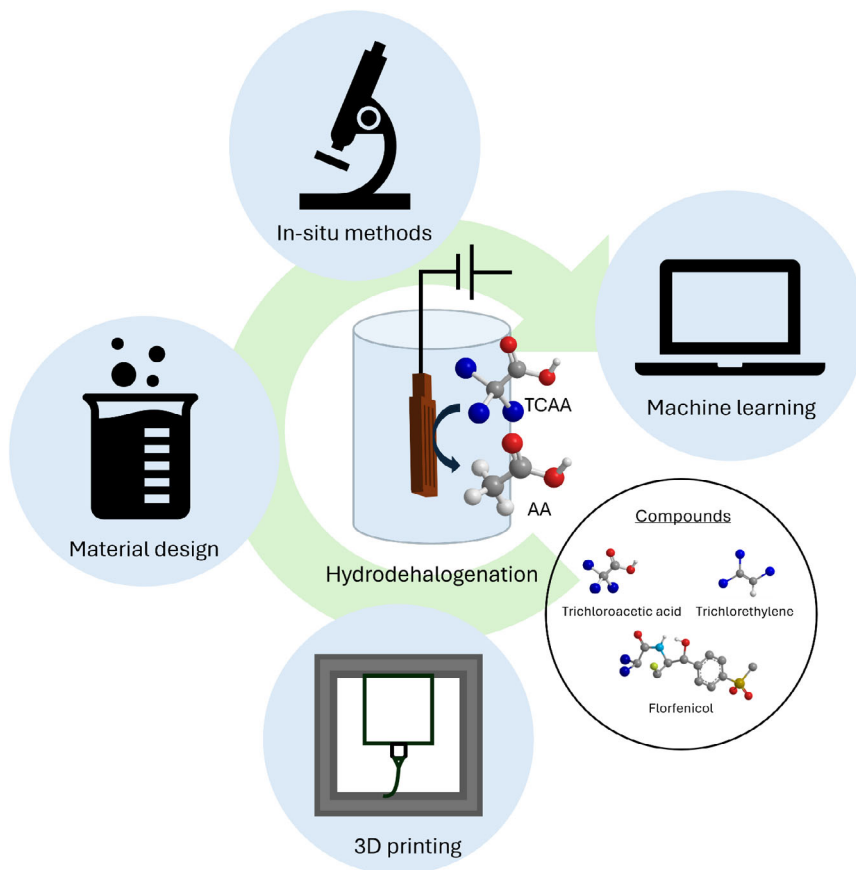 In-situ methods
Machine learning
TCAA
AA
Material design
Hydrodehalogenation
Compounds
Trichloroacetic acid
Trichlorethylene
Florfenicol
3D printing